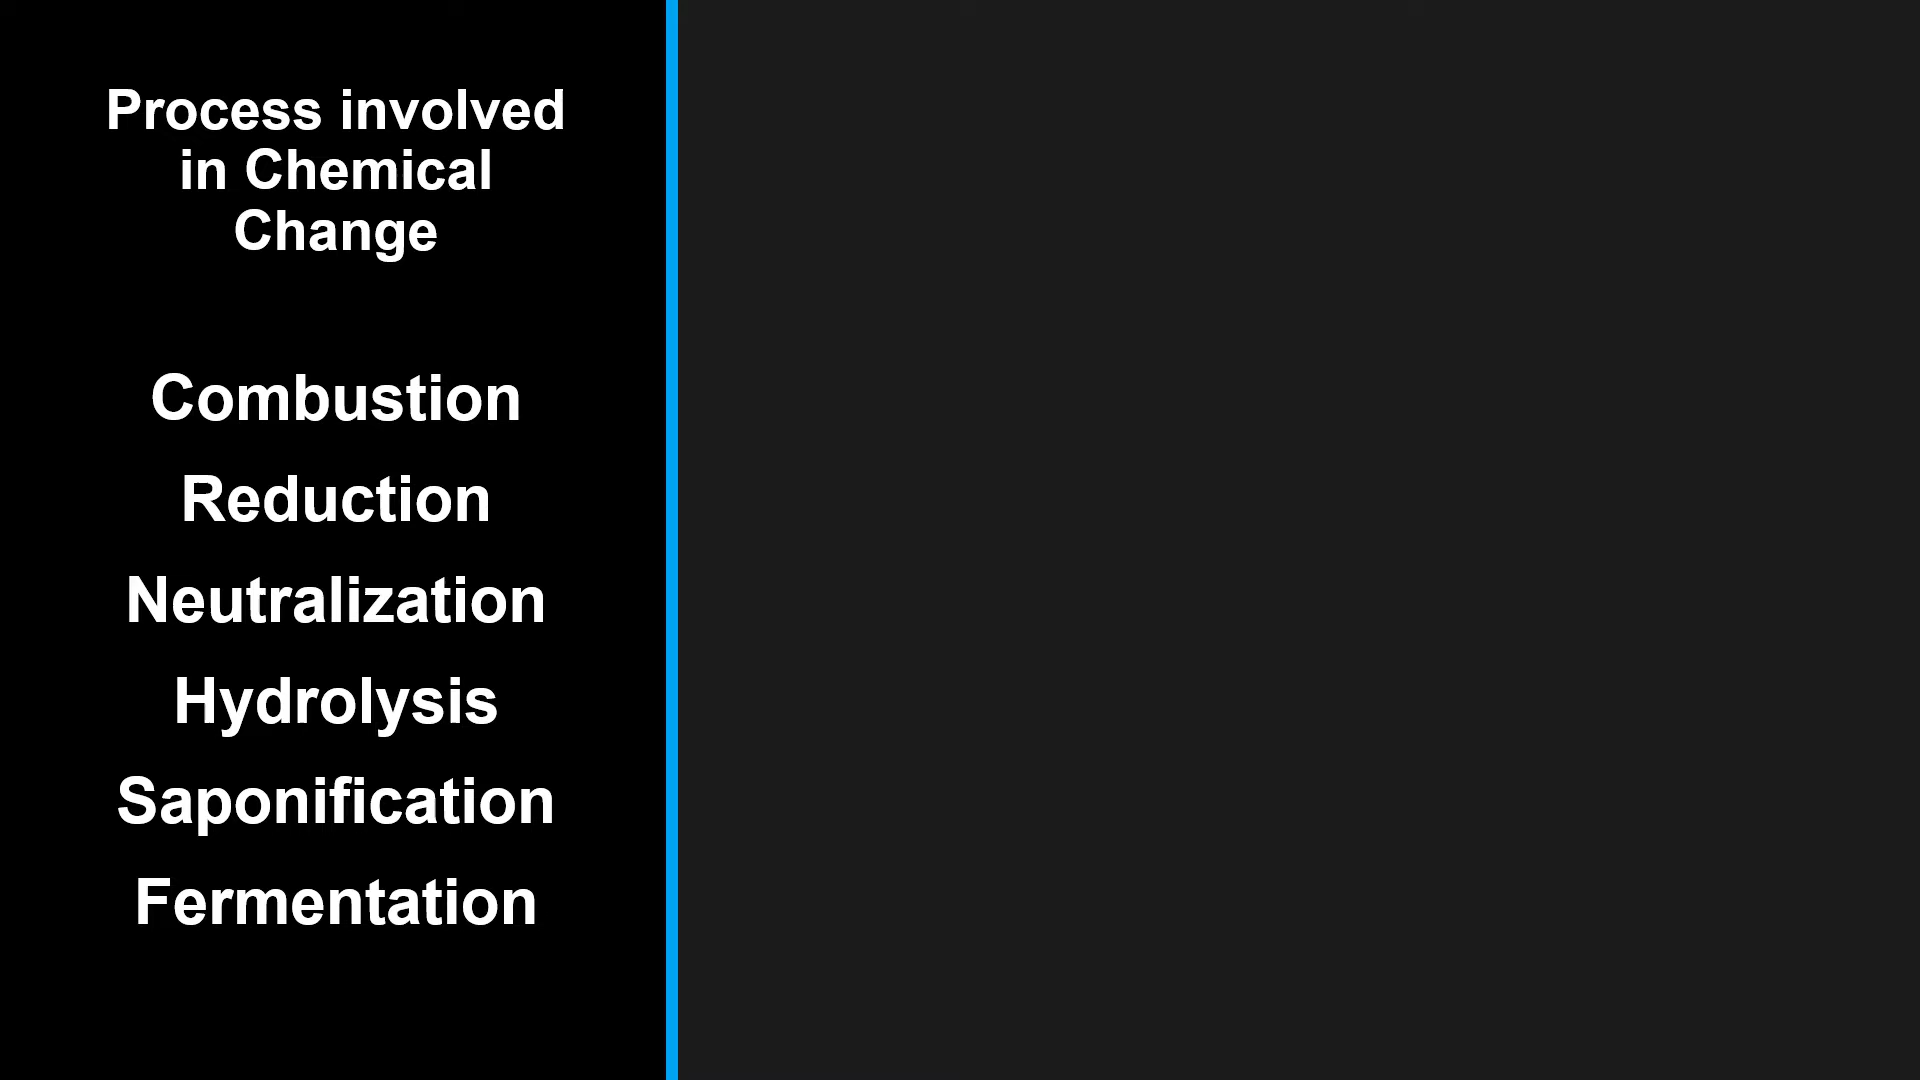 Process involved
in Chemical
Change
Combustion
Reduction
Neutralization
Hydrolysis
Saponification
Fermentation